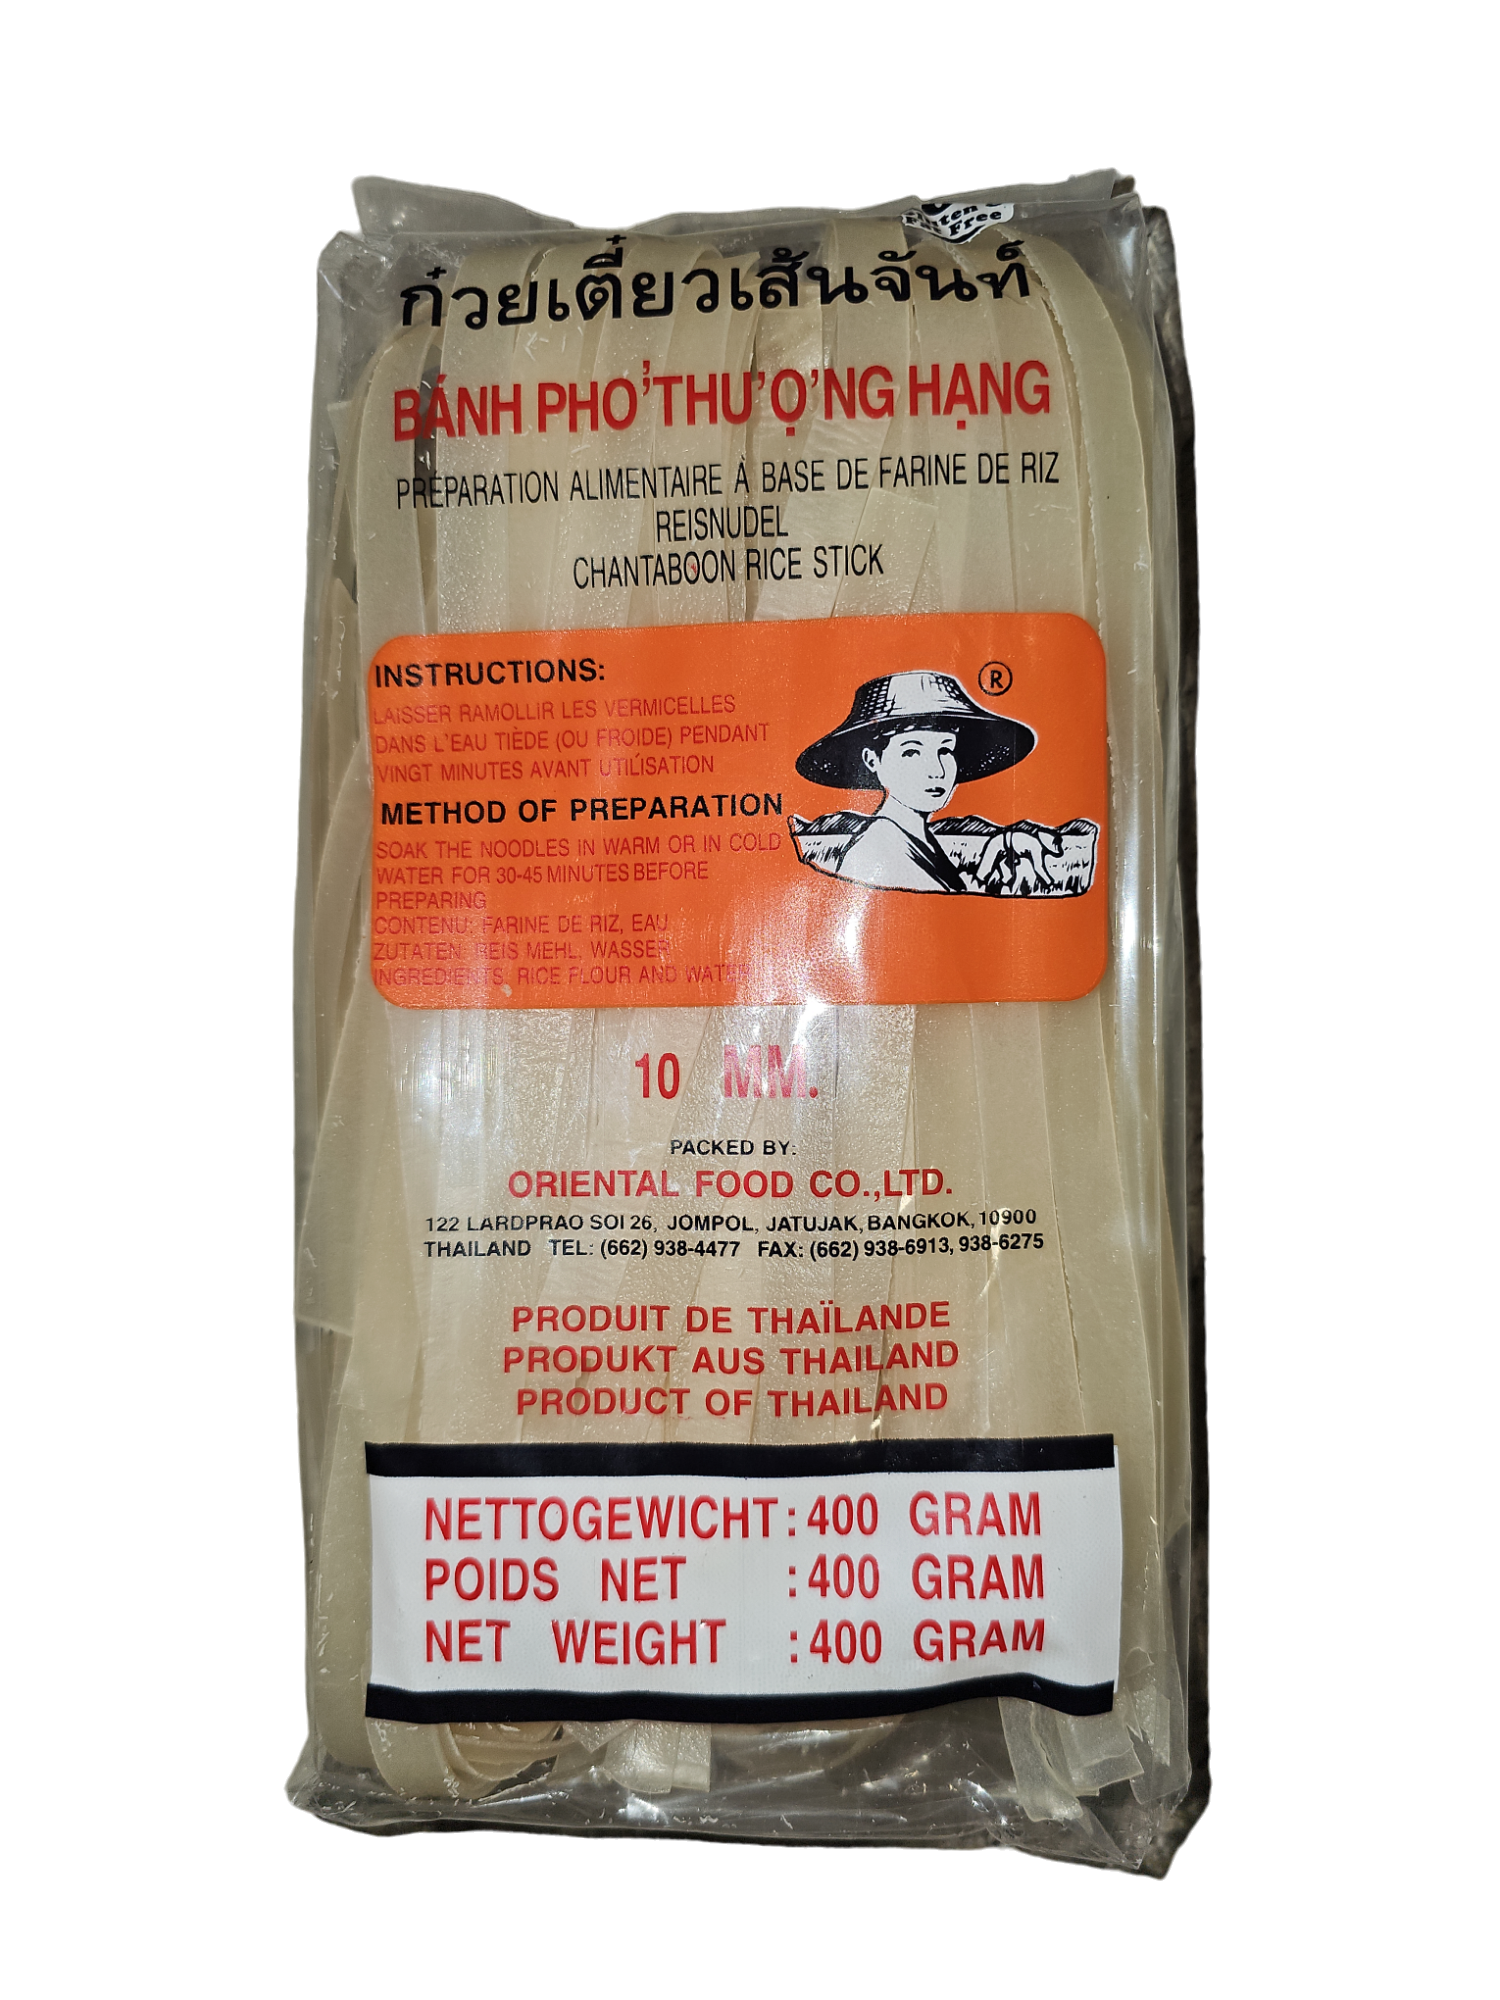 Free
ก๋วยเตี๋ยวเส้นจันท์
BÁNH PHỞ THƯỢNG HẠNG
PRÉPARATION ALIMENTAIRE À BASE DE FARINE DE RIZ
REISNUDEL
CHANTABOON RICE STICK
INSTRUCTIONS:
LAISSER RAMOLLIR LES VERMICELLES
DANS L'EAU TIÈDE (OU FROIDE) PENDANT
VINGT MINUTES AVANT UTILISATION
®
METHOD OF PREPARATION
SOAK THE NOODLES IN WARM OR IN COLD
WATER FOR 30-45 MINUTES BEFORE
PREPARING
CONTENU: FARINE DE RIZ, EAU
ZUTATEN: REIS MEHL, WASSER
INGREDIENTS: RICE FLOUR AND WATER
10 MM.
PACKED BY:
ORIENTAL FOOD CO.,LTD.
122 LARDPRAO SOI 26, JOMPOL, JATUJAK, BANGKOK, 10900
THAILAND TEL: (662) 938-4477 FAX: (662) 938-6913, 938-6275
PRODUIT DE THAÏLANDE
PRODUKT AUS THAILAND
PRODUCT OF THAILAND
NETTOGEWICHT : 400 GRAM
POIDS NET : 400 GRAM
NET WEIGHT : 400 GRAM